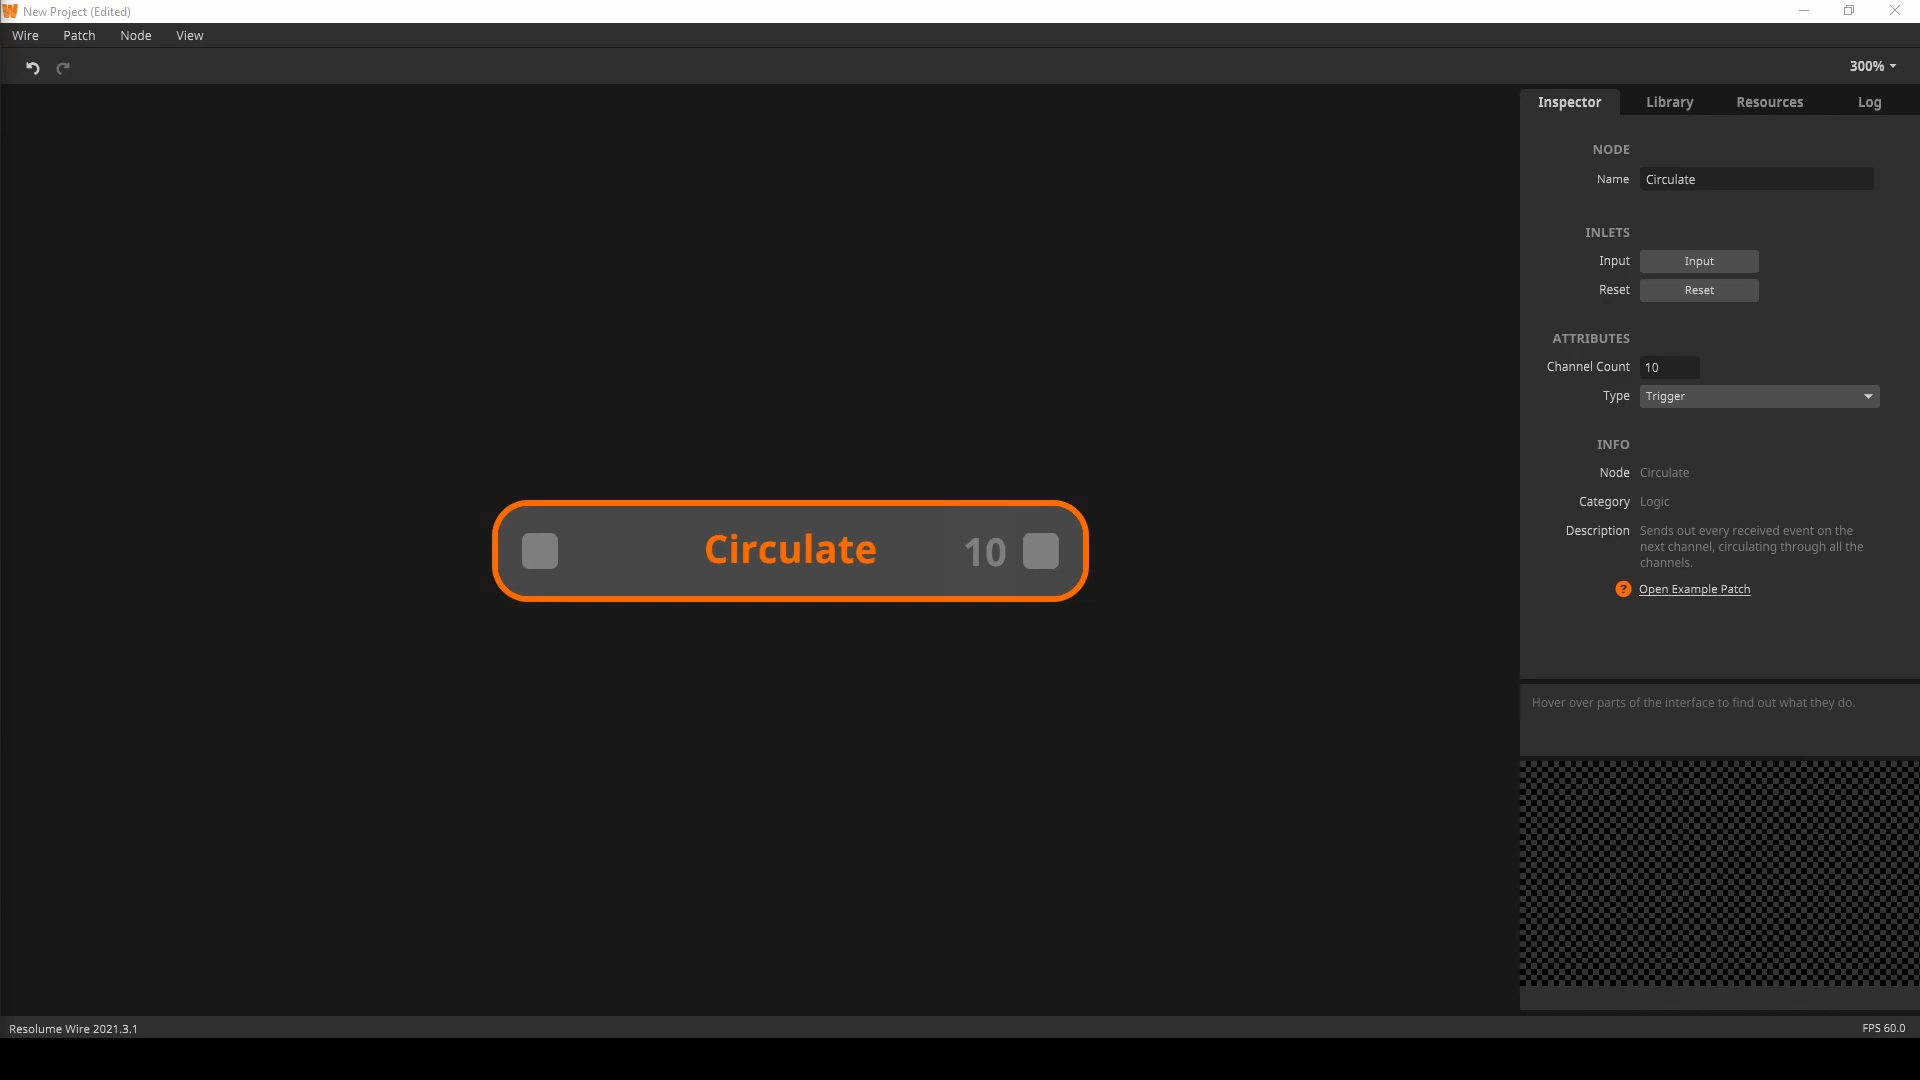 New Project (Edited)
Wire Patch Node View
300%
Inspector Library Resources Log
NODE
Name Circulate
INLETS
Input Input
Reset Reset
ATTRIBUTES
Channel Count 10
Type Trigger
INFO
Node Circulate
Category Logic
Description Sends out every received event on the
next channel, circulating through all the
channels.
? Open Example Patch
Circulate 10
Hover over parts of the interface to find out what they do.
Resolume Wire 2021.3.1
FPS 60.0